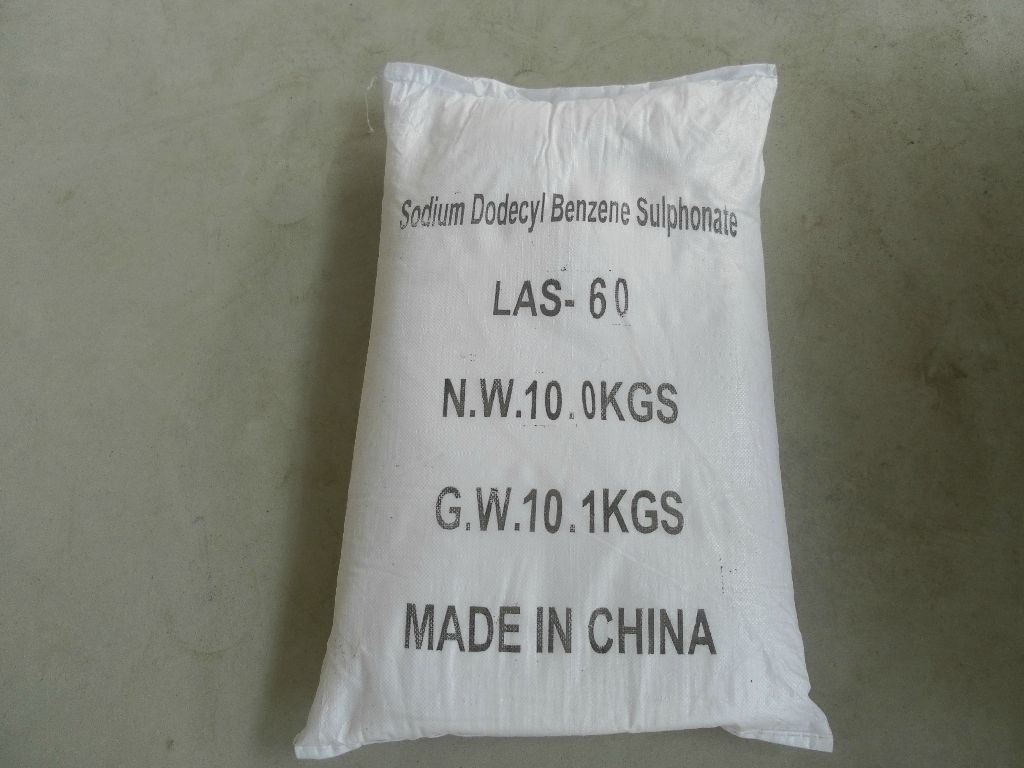 Sodium Dodecyl Benzene Sulphonate
LAS-60
N.W.10.0KGS
G.W.10.1KGS
MADE IN CHINA